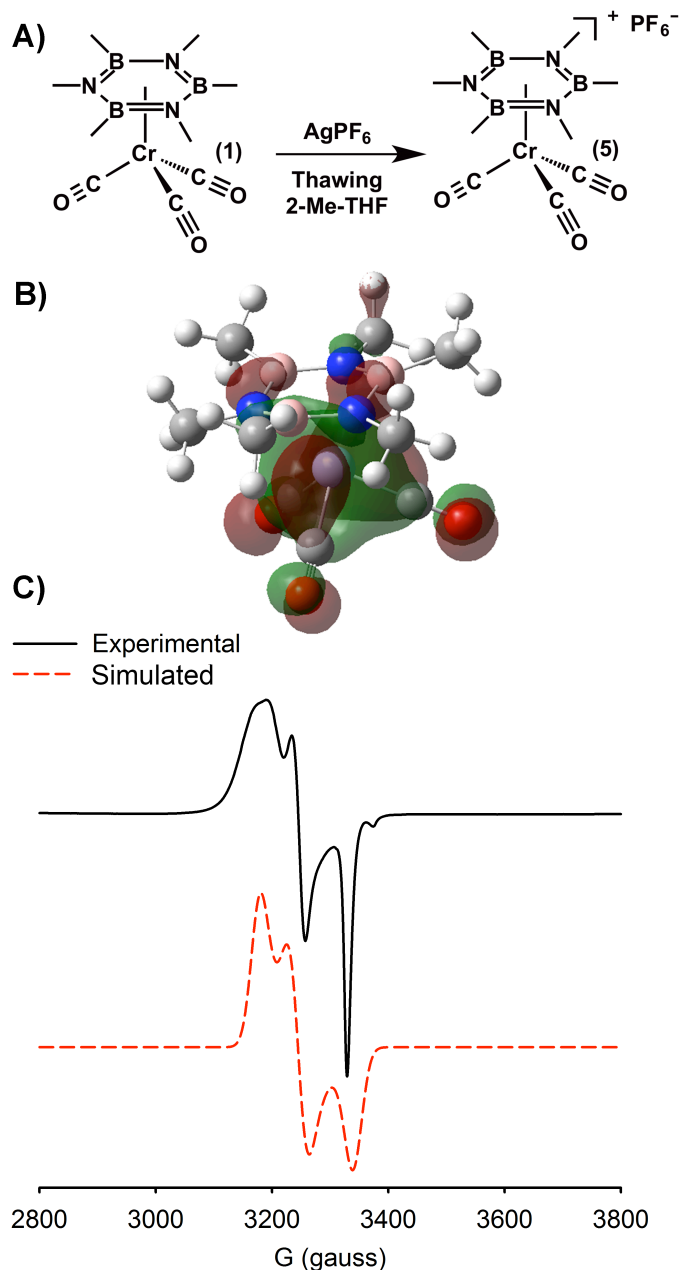 A)
+ PF6−
B N B N B N
B N B N B N
Cr (1)
AgPF6
Cr (5)
O≡C C≡O C≡O
Thawing
2-Me-THF
O≡C C≡O C≡O
B)
C)
Experimental
Simulated
2800 3000 3200 3400 3600 3800
G (gauss)